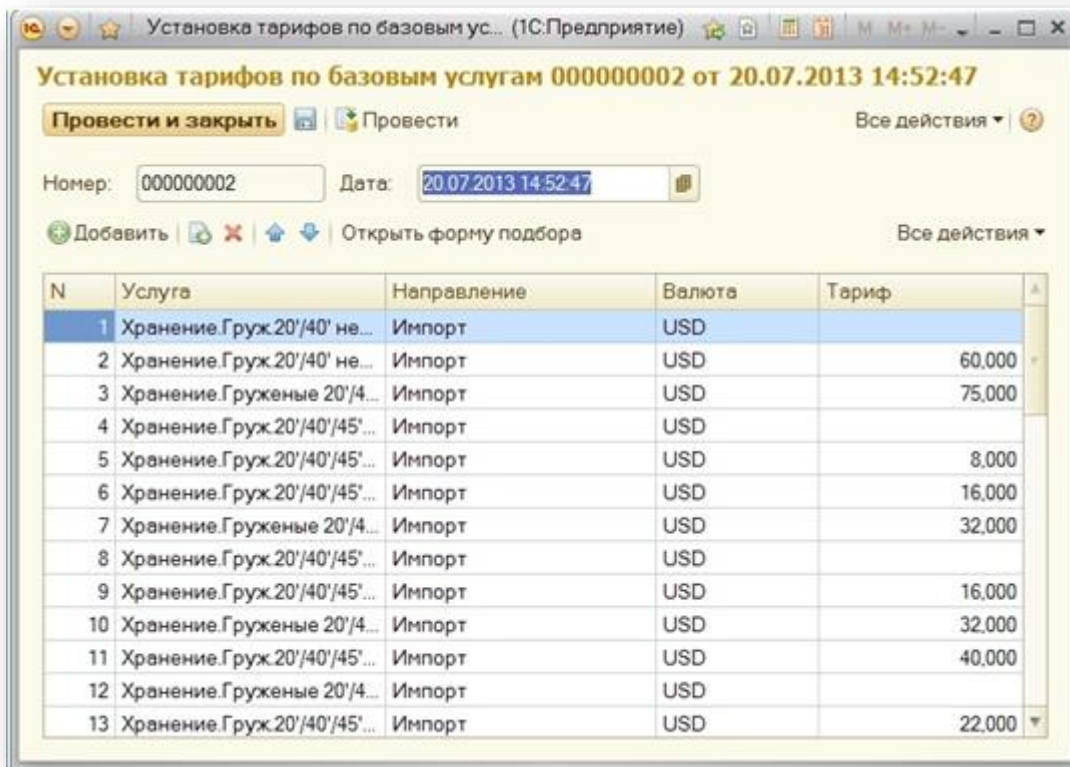 Установка тарифов по базовым ус... (1С:Предприятие) M M+ M-
Установка тарифов по базовым услугам 000000002 от 20.07.2013 14:52:47
Провести и закрыть Провести Все действия
Номер: 000000002 Дата: 20.07.2013 14:52:47
Добавить Открыть форму подбора Все действия
N Услуга Направление Валюта Тариф
1 Хранение.Груж.20'/40' не... Импорт USD
2 Хранение.Груж.20'/40' не... Импорт USD 60,000
3 Хранение.Груженые 20'/4... Импорт USD 75,000
4 Хранение.Груж.20'/40'/45'... Импорт USD
5 Хранение.Груж.20'/40'/45'... Импорт USD 8,000
6 Хранение.Груж.20'/40'/45'... Импорт USD 16,000
7 Хранение.Груженые 20'/4... Импорт USD 32,000
8 Хранение.Груж.20'/40'/45'... Импорт USD
9 Хранение.Груж.20'/40'/45'... Импорт USD 16,000
10 Хранение.Груженые 20'/4... Импорт USD 32,000
11 Хранение.Груж.20'/40'/45'... Импорт USD 40,000
12 Хранение.Груженые 20'/4... Импорт USD
13 Хранение.Груж.20'/40'/45'... Импорт USD 22,000